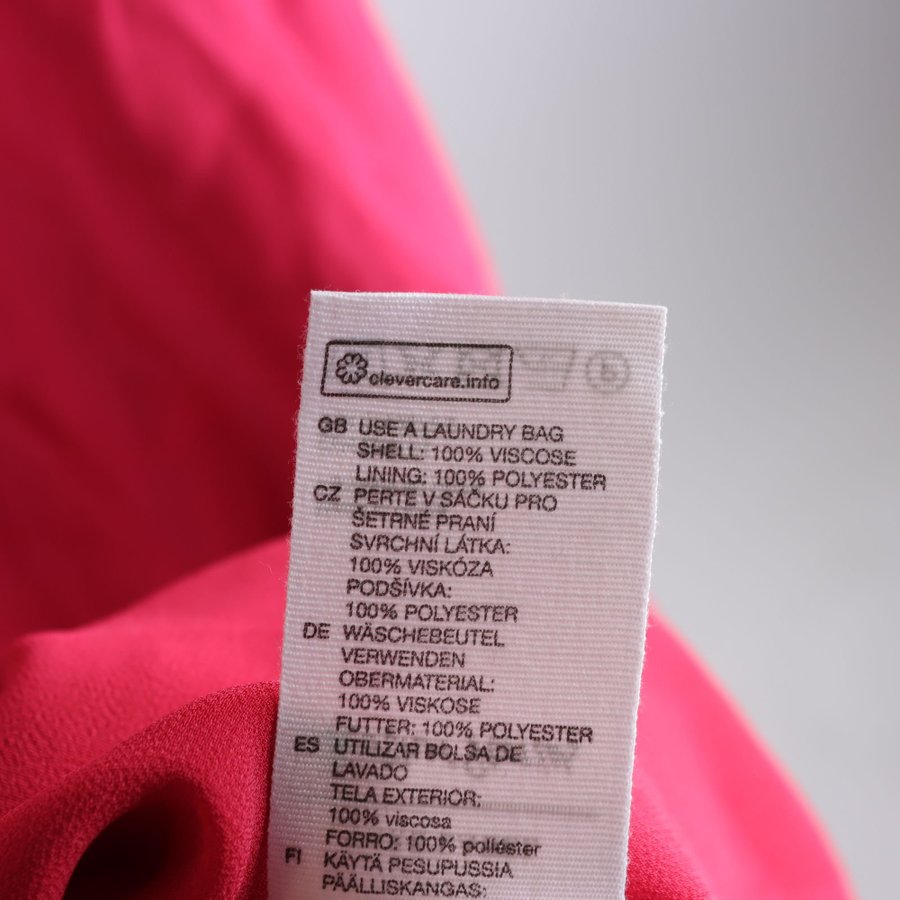 clevercare.info
GB USE A LAUNDRY BAG
SHELL: 100% VISCOSE
LINING: 100% POLYESTER
CZ PERTE V SÁČKU PRO
ŠETRNÉ PRANÍ
SVRCHNÍ LÁTKA:
100% VISKÓZA
PODŠÍVKA:
100% POLYESTER
DE WÄSCHEBEUTEL
VERWENDEN
OBERMATERIAL:
100% VISKOSE
FUTTER: 100% POLYESTER
ES UTILIZAR BOLSA DE
LAVADO
TELA EXTERIOR:
100% viscosa
FORRO: 100% poliéster
FI KÄYTÄ PESUPUSSIA
PÄÄLLISKANGAS: